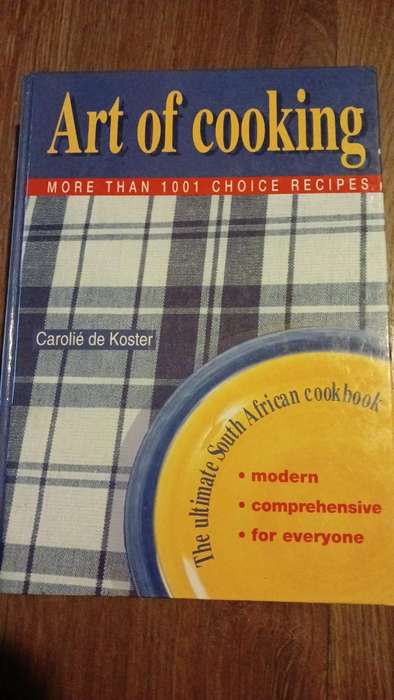 Art of cooking
MORE THAN 1001 CHOICE RECIPES
Carolié de Koster
The ultimate South African cookbook
• modern
• comprehensive
• for everyone